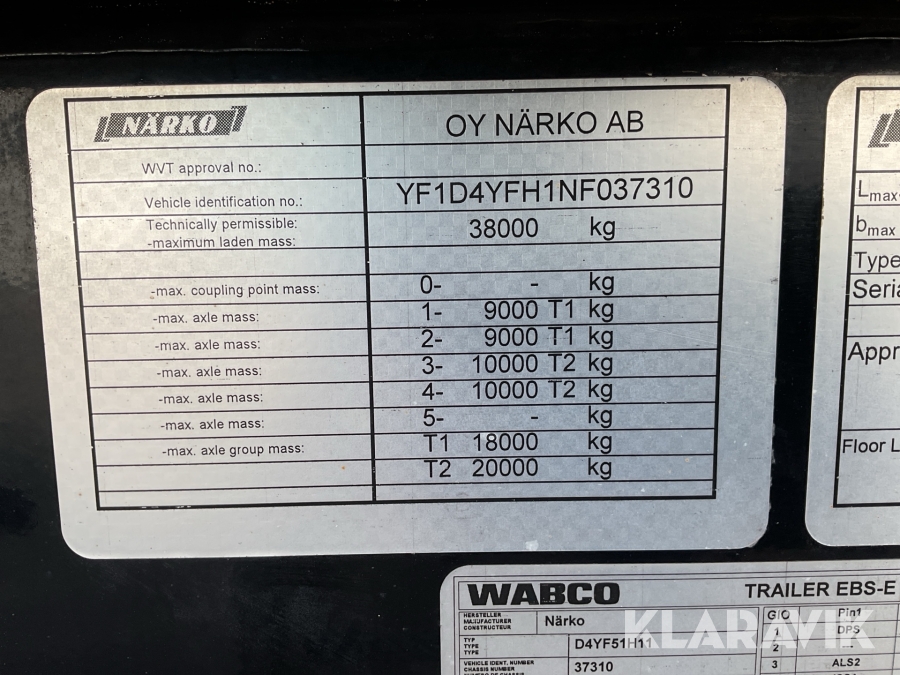 NÄRKO
OY NÄRKO AB
WVT approval no.:
Vehicle identification no.: YF1D4YFH1NF037310
Technically permissible:
-maximum laden mass: 38000 kg
-max. coupling point mass: 0- - kg
-max. axle mass: 1- 9000 T1 kg
-max. axle mass: 2- 9000 T1 kg
-max. axle mass: 3- 10000 T2 kg
-max. axle mass: 4- 10000 T2 kg
-max. axle mass: 5- - kg
-max. axle group mass: T1 18000 kg
T2 20000 kg
Lmax
bmax
Type
Seria
Appr
Floor L
WABCO TRAILER EBS-E
HERSTELLER
MANUFACTURER
CONSTRUCTEUR
Närko
GIO Pin1
TYP
TYPE
TYPE
D4YF51H11
1 DPS
2 ---
VEHICLE IDENT. NUMBER
CHASSIS NUMBER
37310
3 ALS2
KLARAVIK